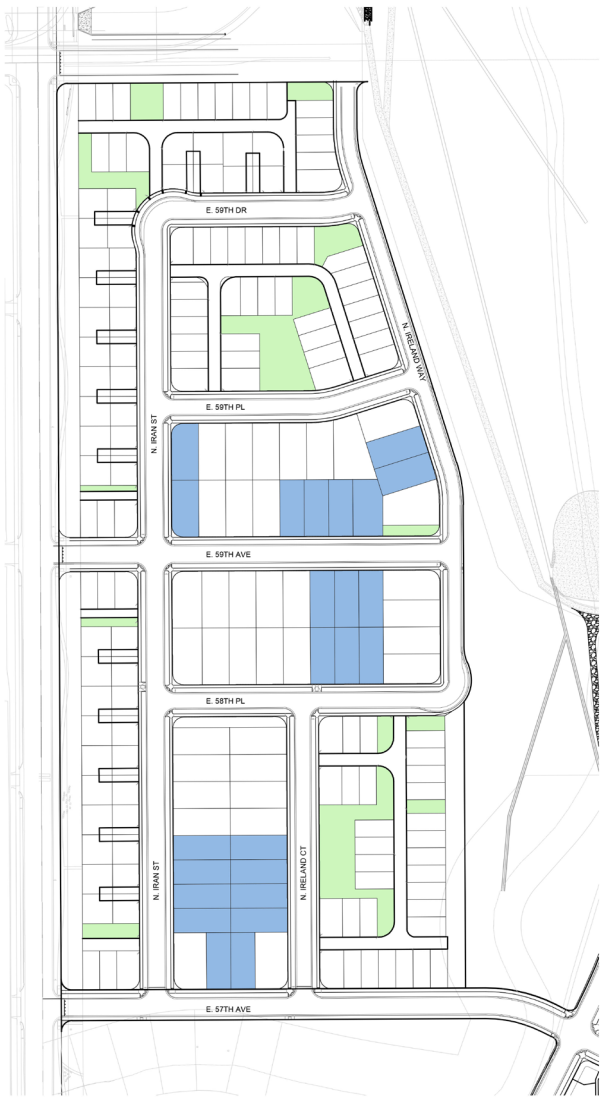 E. 59TH DR
N. IRELAND WAY
E. 59TH PL
N. IRAN ST
E. 59TH AVE
E. 58TH PL
N. IRAN ST
N. IRELAND CT
E. 57TH AVE